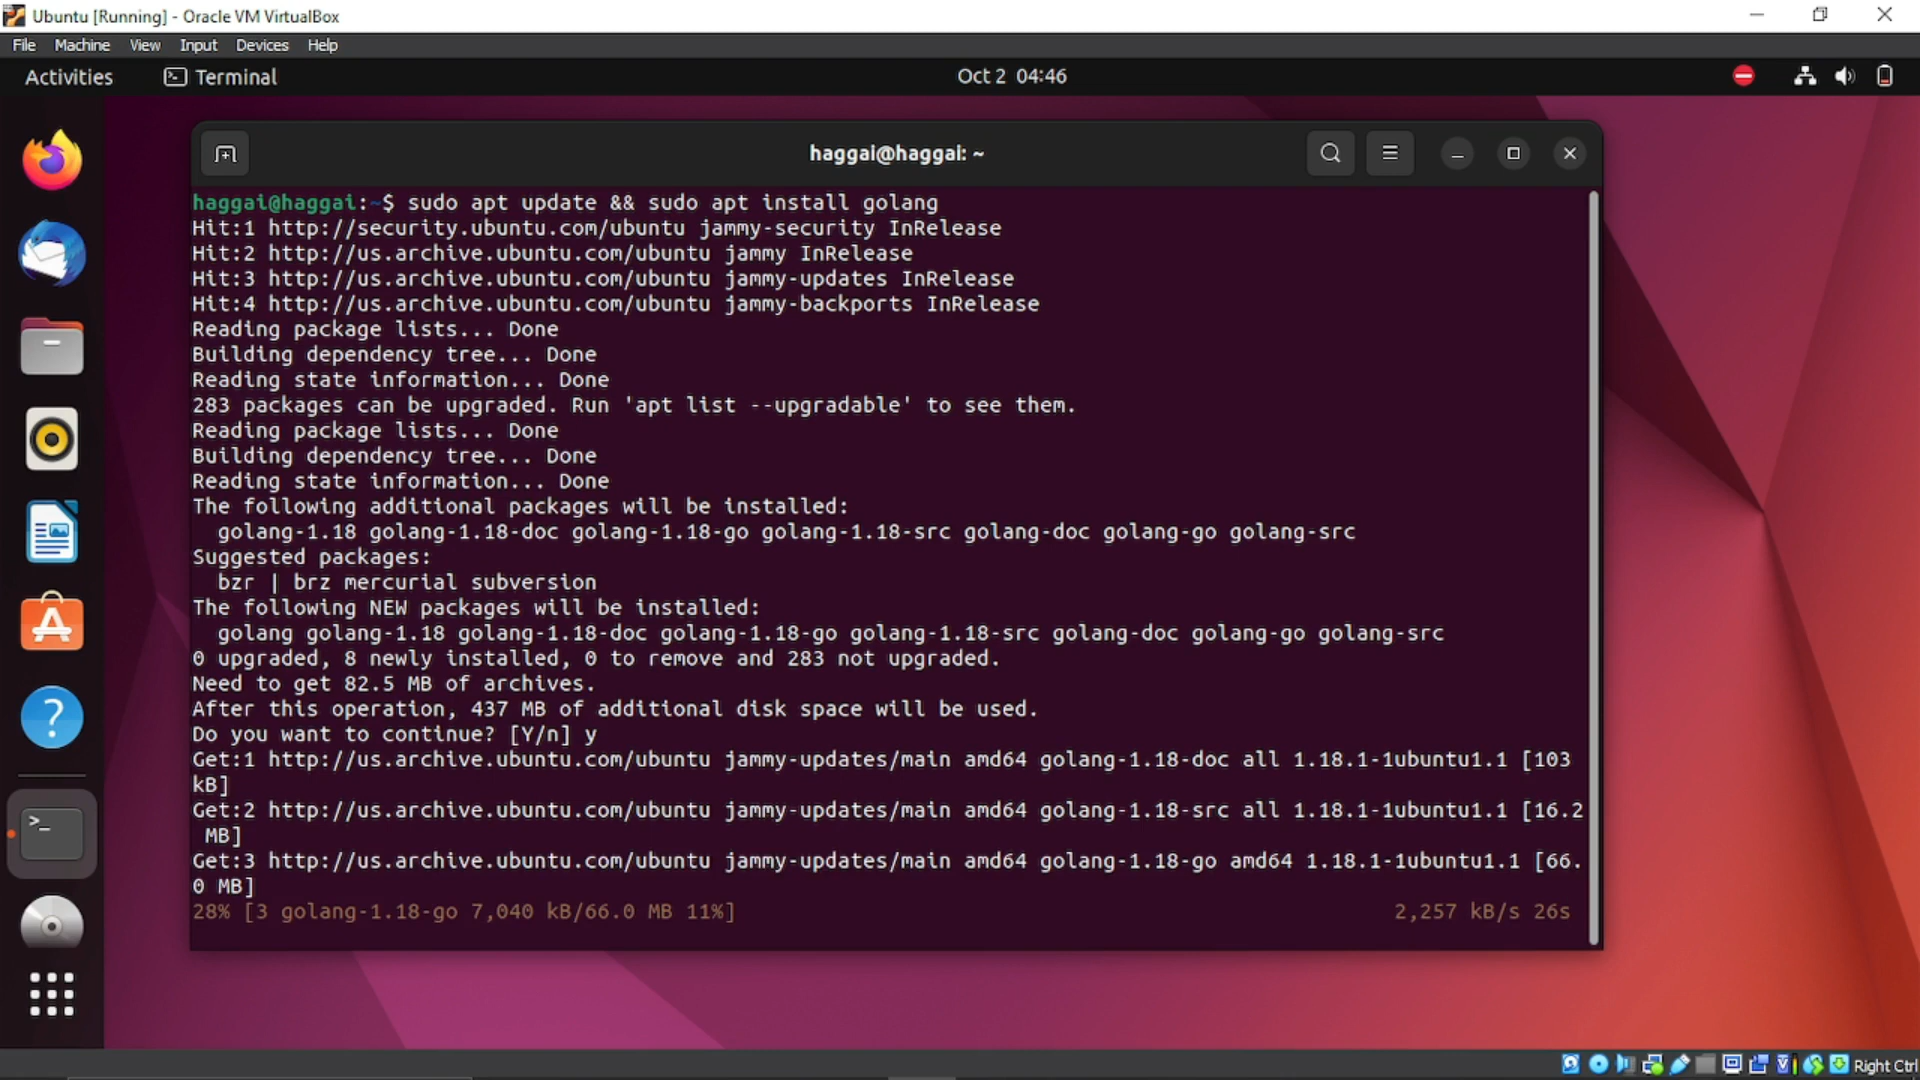 Ubuntu [Running] - Oracle VM VirtualBox
File Machine View Input Devices Help
Activities Terminal Oct 2 04:46
haggai@haggai: ~
haggai@haggai:~$ sudo apt update && sudo apt install golang
Hit:1 http://security.ubuntu.com/ubuntu jammy-security InRelease
Hit:2 http://us.archive.ubuntu.com/ubuntu jammy InRelease
Hit:3 http://us.archive.ubuntu.com/ubuntu jammy-updates InRelease
Hit:4 http://us.archive.ubuntu.com/ubuntu jammy-backports InRelease
Reading package lists... Done
Building dependency tree... Done
Reading state information... Done
283 packages can be upgraded. Run 'apt list --upgradable' to see them.
Reading package lists... Done
Building dependency tree... Done
Reading state information... Done
The following additional packages will be installed:
  golang-1.18 golang-1.18-doc golang-1.18-go golang-1.18-src golang-doc golang-go golang-src
Suggested packages:
  bzr | brz mercurial subversion
The following NEW packages will be installed:
  golang golang-1.18 golang-1.18-doc golang-1.18-go golang-1.18-src golang-doc golang-go golang-src
0 upgraded, 8 newly installed, 0 to remove and 283 not upgraded.
Need to get 82.5 MB of archives.
After this operation, 437 MB of additional disk space will be used.
Do you want to continue? [Y/n] y
Get:1 http://us.archive.ubuntu.com/ubuntu jammy-updates/main amd64 golang-1.18-doc all 1.18.1-1ubuntu1.1 [103
kB]
Get:2 http://us.archive.ubuntu.com/ubuntu jammy-updates/main amd64 golang-1.18-src all 1.18.1-1ubuntu1.1 [16.2
 MB]
Get:3 http://us.archive.ubuntu.com/ubuntu jammy-updates/main amd64 golang-1.18-go amd64 1.18.1-1ubuntu1.1 [66.
0 MB]
28% [3 golang-1.18-go 7,040 kB/66.0 MB 11%] 2,257 kB/s 26s
Right Ctrl